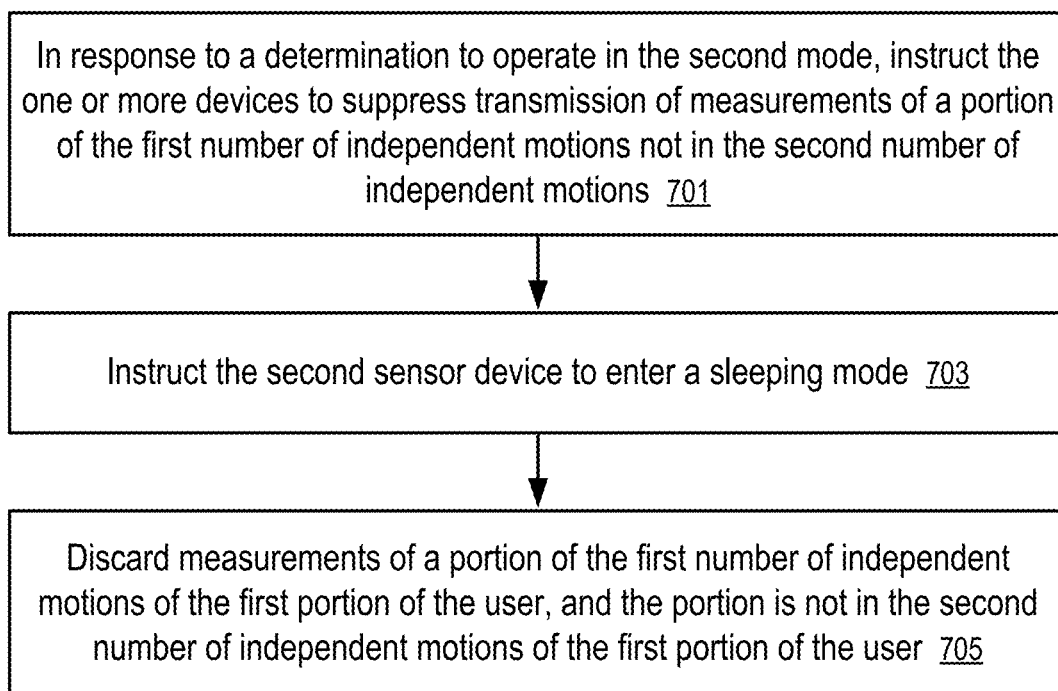 In response to a determination to operate in the second mode, instruct the
one or more devices to suppress transmission of measurements of a portion
of the first number of independent motions not in the second number of
independent motions 701
Instruct the second sensor device to enter a sleeping mode 703
Discard measurements of a portion of the first number of independent
motions of the first portion of the user, and the portion is not in the second
number of independent motions of the first portion of the user 705